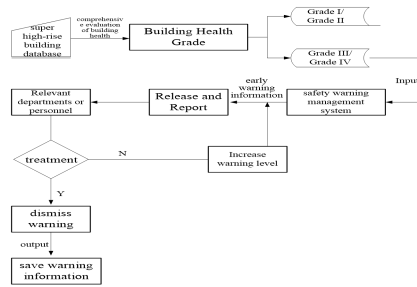 super
high-rise
building
database
comprehensiv
e evaluation
of building
health
Building Health
Grade
Grade I/
Grade II
Grade III/
Grade IV
Input
safety warning
management
system
early
warning
information
Release and
Report
Relevant
departments or
personnel
treatment
N
Increase
warning level
Y
dismiss
warning
output
save warning
information